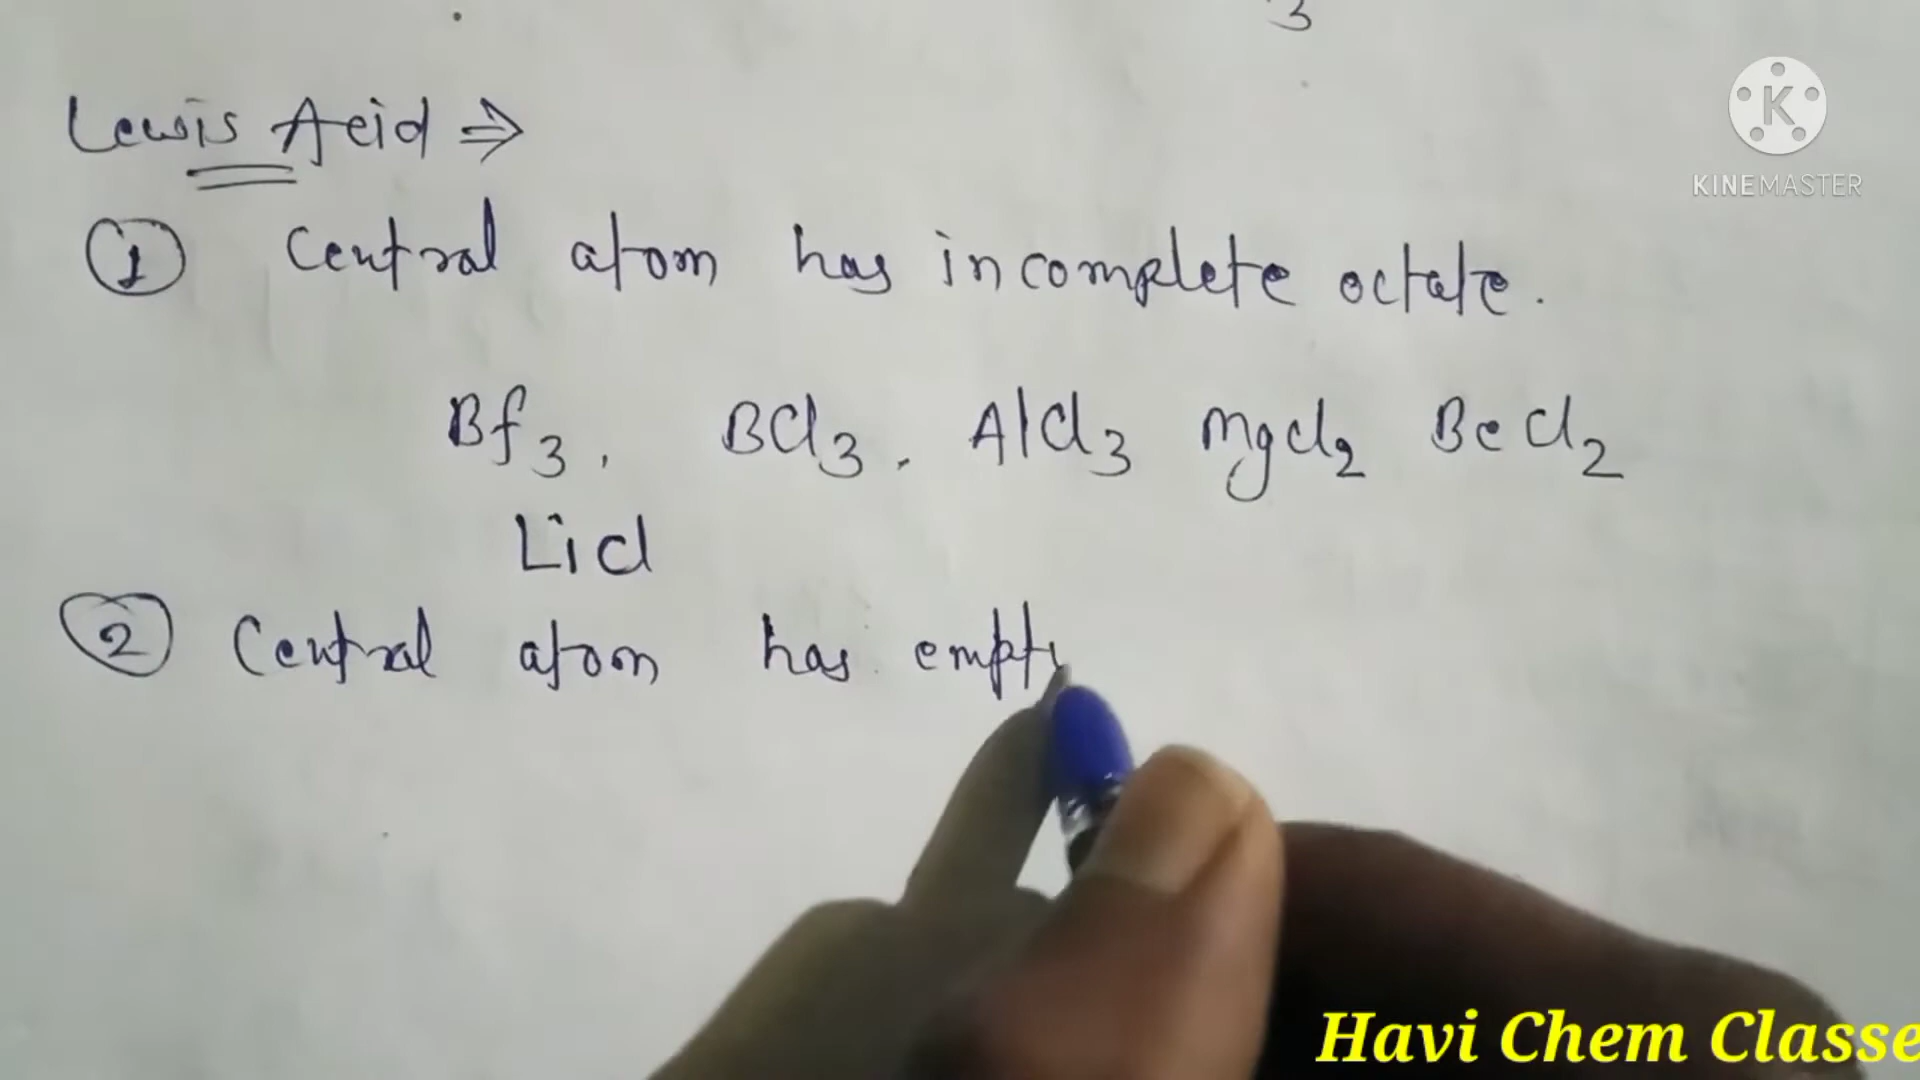 3
Lewis Acid ⇒
① Central atom has incomplete octate.
Bf₃, BCl₃. AlCl₃ MgCl₂ BeCl₂
LiCl
② Central atom has empty
KINEMASTER
Havi Chem Classe